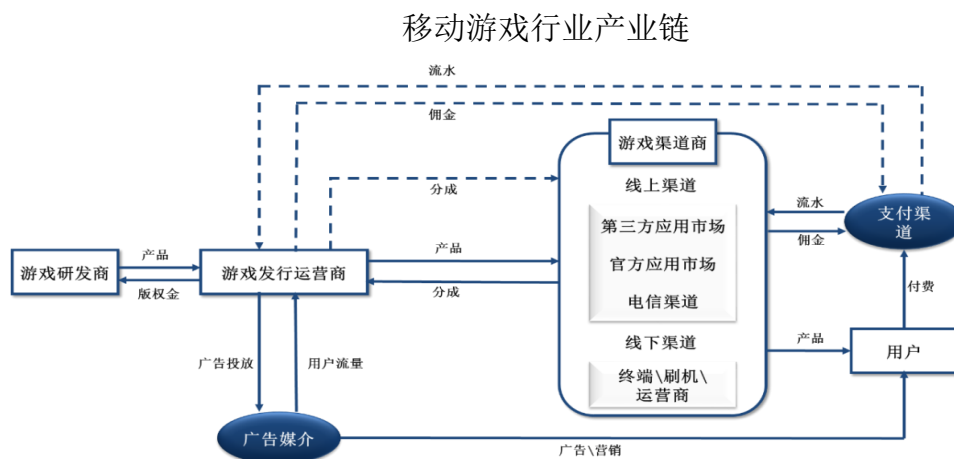 移动游戏行业产业链
流水
佣金
游戏渠道商
分成
线上渠道
流水
支付渠
道
第三方应用市场
产品
产品
佣金
游戏研发商
游戏发行运营商
官方应用市场
版权金
分成
电信渠道
付费
线下渠道
产品
用户
广告投放
用户流量
终端\刷机\
运营商
广告媒介
广告\营销